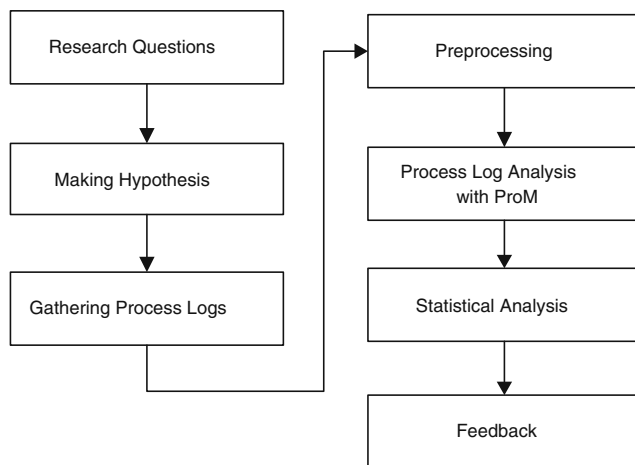 Research Questions
Making Hypothesis
Gathering Process Logs
Preprocessing
Process Log Analysis
with ProM
Statistical Analysis
Feedback